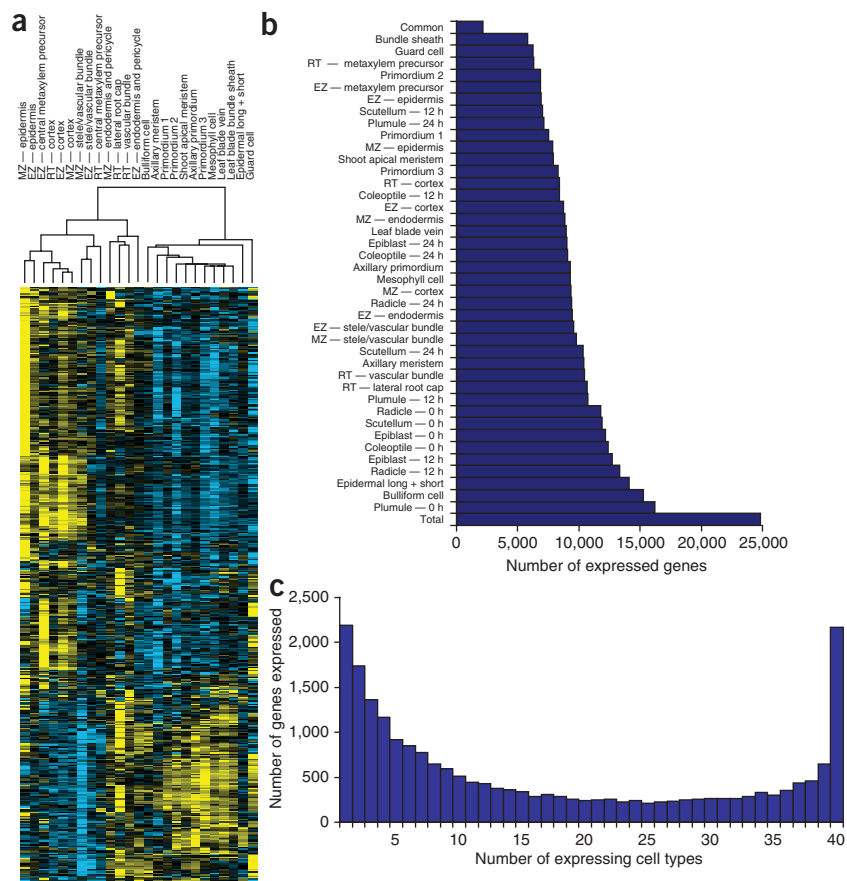 a
MZ — epidermis
EZ — epidermis
EZ — central metaxylem precursor
RT — cortex
EZ — cortex
MZ — cortex
MZ — stele/vascular bundle
EZ — stele/vascular bundle
RT — central metaxylem precursor
MZ — endodermis and pericycle
RT — lateral root cap
RT — vascular bundle
EZ — endodermis and pericycle
Bulliform cell
Axillary meristem
Primordium 1
Primordium 2
Shoot apical meristem
Axillary primordium
Primordium 3
Mesophyll cell
Leaf blade vein
Leaf blade bundle sheath
Epidermal long + short
Guard cell
b
Common
Bundle sheath
Guard cell
RT — metaxylem precursor
Primordium 2
EZ — metaxylem precursor
EZ — epidermis
Scutellum — 12 h
Plumule — 24 h
Primordium 1
MZ — epidermis
Shoot apical meristem
Primordium 3
RT — cortex
Coleoptile — 12 h
EZ — cortex
MZ — endodermis
Leaf blade vein
Epiblast — 24 h
Coleoptile — 24 h
Axillary primordium
Mesophyll cell
MZ — cortex
Radicle — 24 h
EZ — endodermis
EZ — stele/vascular bundle
MZ — stele/vascular bundle
Scutellum — 24 h
Axillary meristem
RT — vascular bundle
RT — lateral root cap
Plumule — 12 h
Radicle — 0 h
Scutellum — 0 h
Epiblast — 0 h
Coleoptile — 0 h
Epiblast — 12 h
Radicle — 12 h
Epidermal long + short
Bulliform cell
Plumule — 0 h
Total
0 5,000 10,000 15,000 20,000 25,000
Number of expressed genes
c
Number of genes expressed
2,500
2,000
1,500
1,000
500
0
5 10 15 20 25 30 35 40
Number of expressing cell types